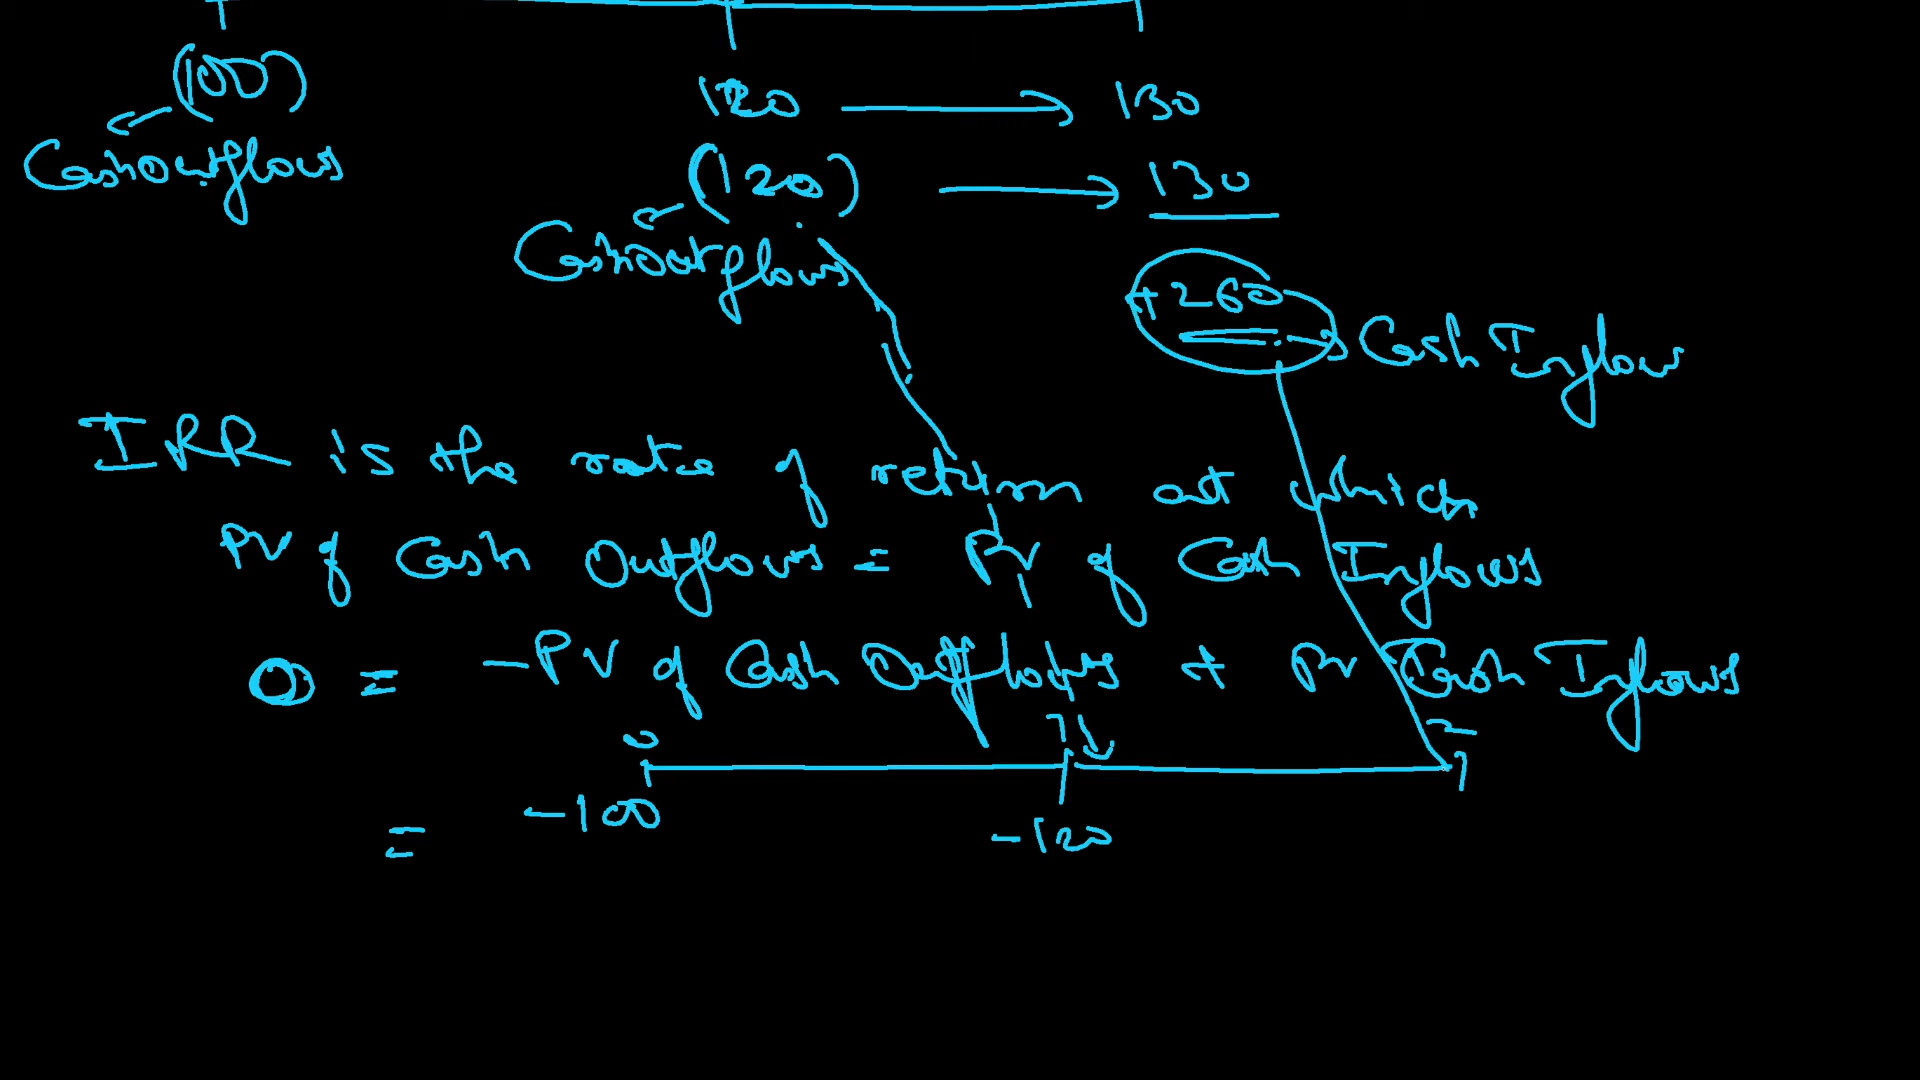 (100) 120 → 130
Cashoutflows (120) → 130
Cashoutflows +260 → Cash Inflow
IRR is the rate of return at which
PV of Cash Outflows = PV of Cash Inflows
0 = -PV of Cash Outflows + PV Cash Inflows
0 1 2
= -100 -120